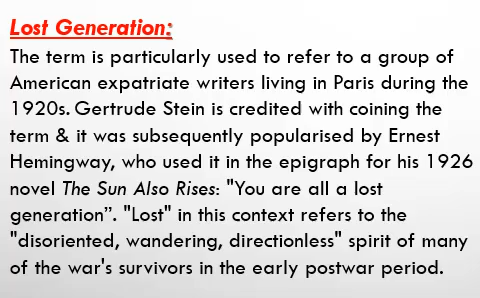 Lost Generation:
The term is particularly used to refer to a group of
American expatriate writers living in Paris during the
1920s. Gertrude Stein is credited with coining the
term & it was subsequently popularised by Ernest
Hemingway, who used it in the epigraph for his 1926
novel The Sun Also Rises: "You are all a lost
generation”. "Lost" in this context refers to the
"disoriented, wandering, directionless" spirit of many
of the war's survivors in the early postwar period.